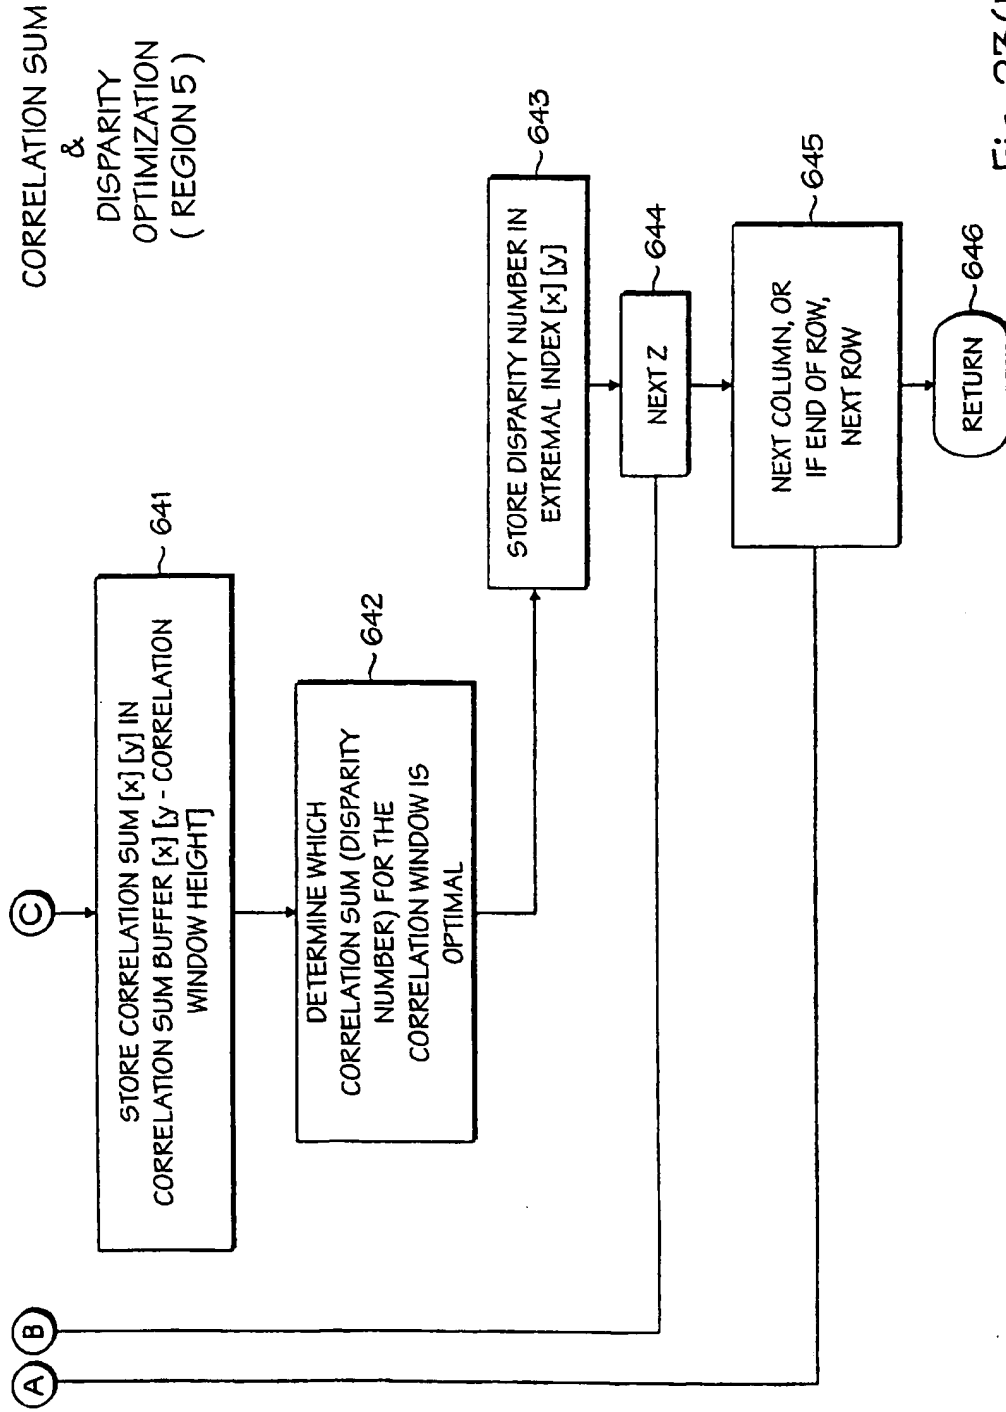 CORRELATION SUM
&
DISPARITY
OPTIMIZATION
( REGION 5 )
A
B
C
STORE CORRELATION SUM [x] [y] IN
CORRELATION SUM BUFFER [x] [y - CORRELATION
WINDOW HEIGHT]
641
DETERMINE WHICH
CORRELATION SUM (DISPARITY
NUMBER) FOR THE
CORRELATION WINDOW IS
OPTIMAL
642
STORE DISPARITY NUMBER IN
EXTREMAL INDEX [x] [y]
643
NEXT Z
644
NEXT COLUMN, OR
IF END OF ROW,
NEXT ROW
645
RETURN
646
Fig.